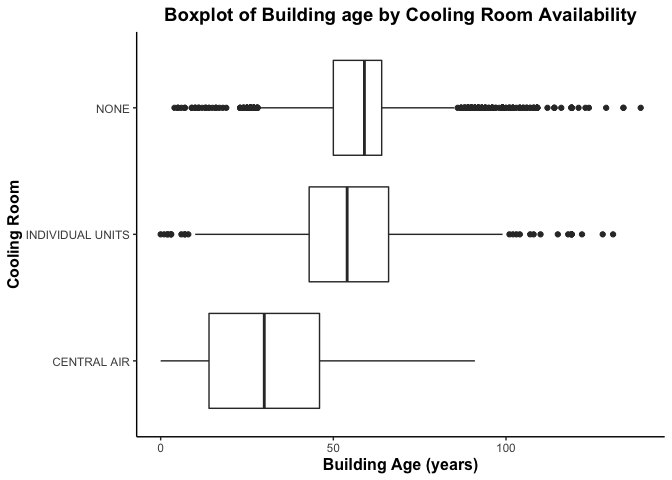 Boxplot of Building age by Cooling Room Availability
Cooling Room
NONE
INDIVIDUAL UNITS
CENTRAL AIR
0 50 100
Building Age (years)